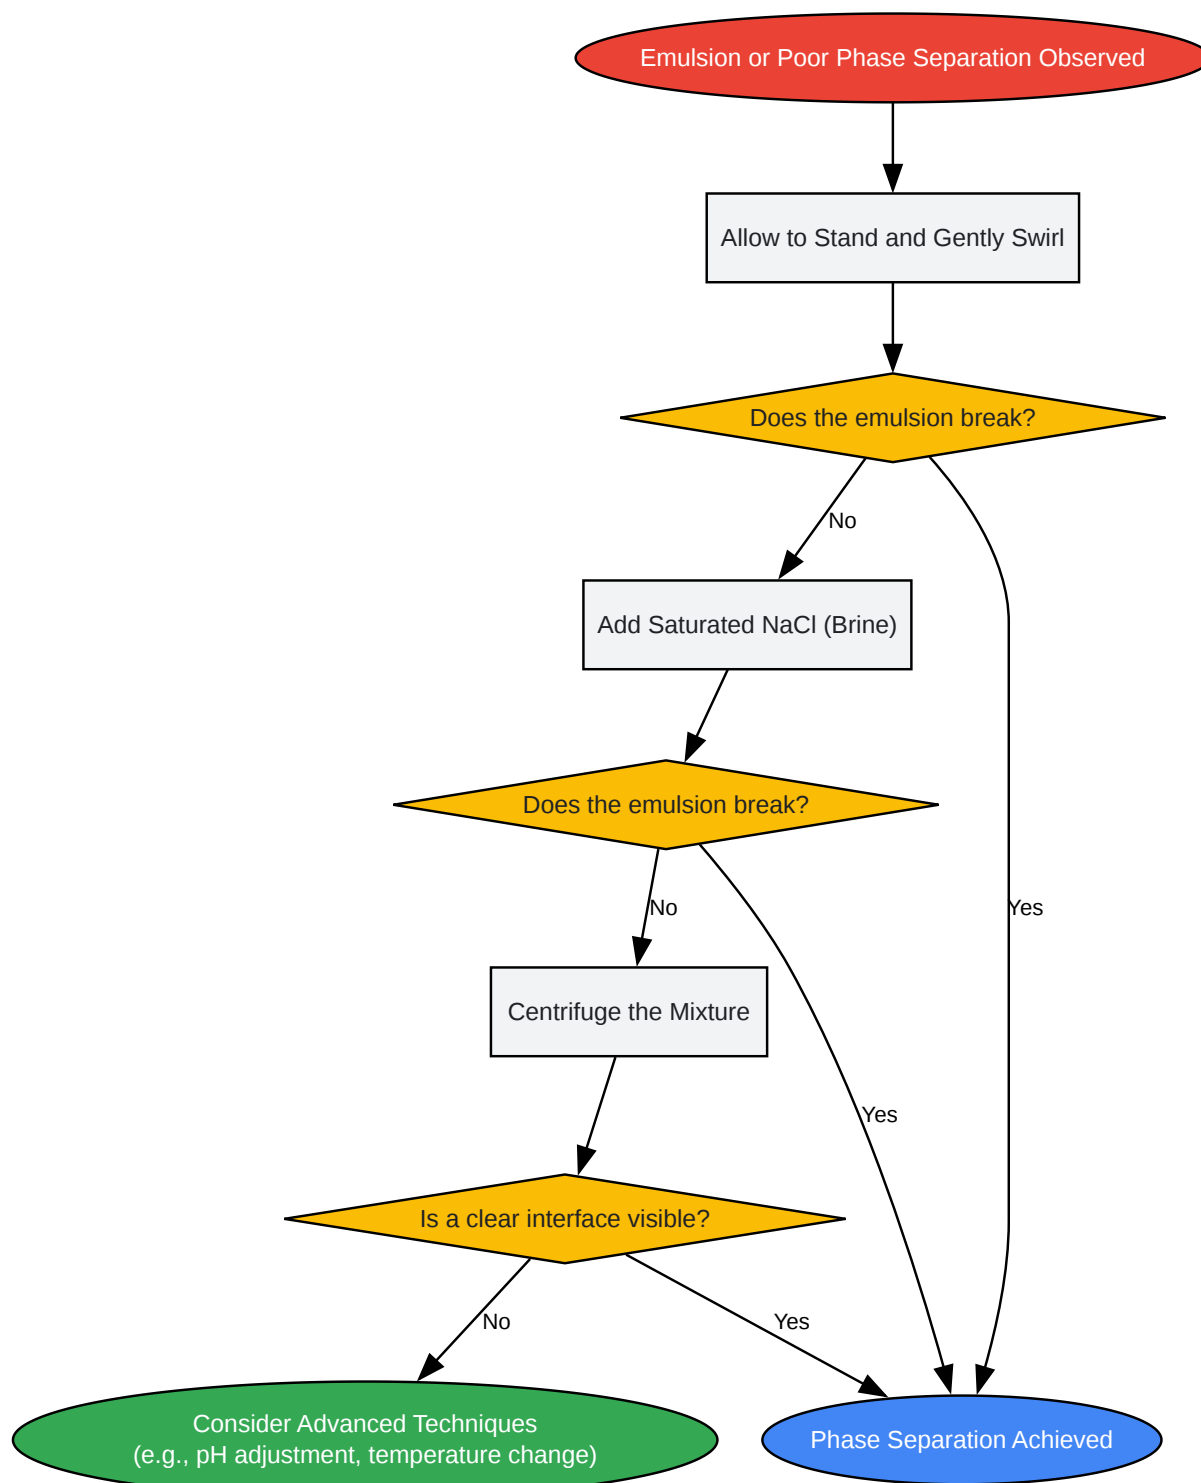 Emulsion or Poor Phase Separation Observed
Allow to Stand and Gently Swirl
Does the emulsion break?
No
Add Saturated NaCl (Brine)
Does the emulsion break?
No
Yes
Centrifuge the Mixture
Yes
Is a clear interface visible?
No
Yes
Consider Advanced Techniques
(e.g., pH adjustment, temperature change)
Phase Separation Achieved